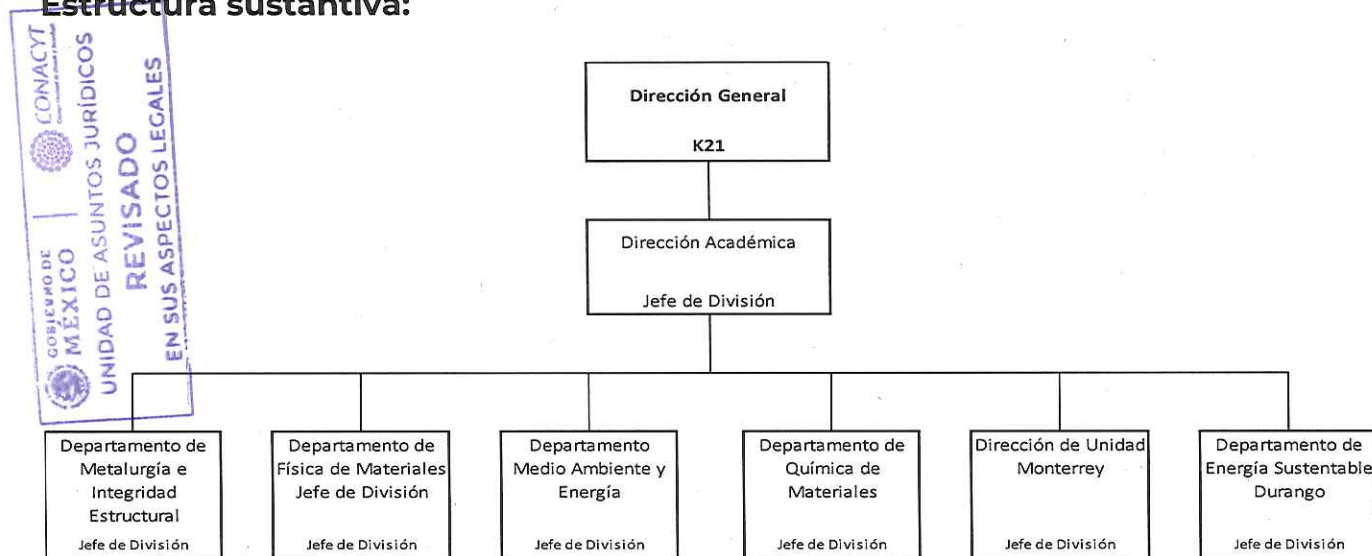 Estructura sustantiva:
GOBIERNO DE
MÉXICO
CONACYT
UNIDAD DE ASUNTOS JURÍDICOS
REVISADO
EN SUS ASPECTOS LEGALES
Dirección General
K21
Dirección Académica
Jefe de División
Departamento de
Metalurgía e
Integridad
Estructural
Jefe de División
Departamento de
Física de Materiales
Jefe de División
Jefe de División
Departamento
Medio Ambiente y
Energía
Jefe de División
Departamento de
Química de
Materiales
Jefe de División
Dirección de Unidad
Monterrey
Jefe de División
Departamento de
Energía Sustentable
Durango
Jefe de División